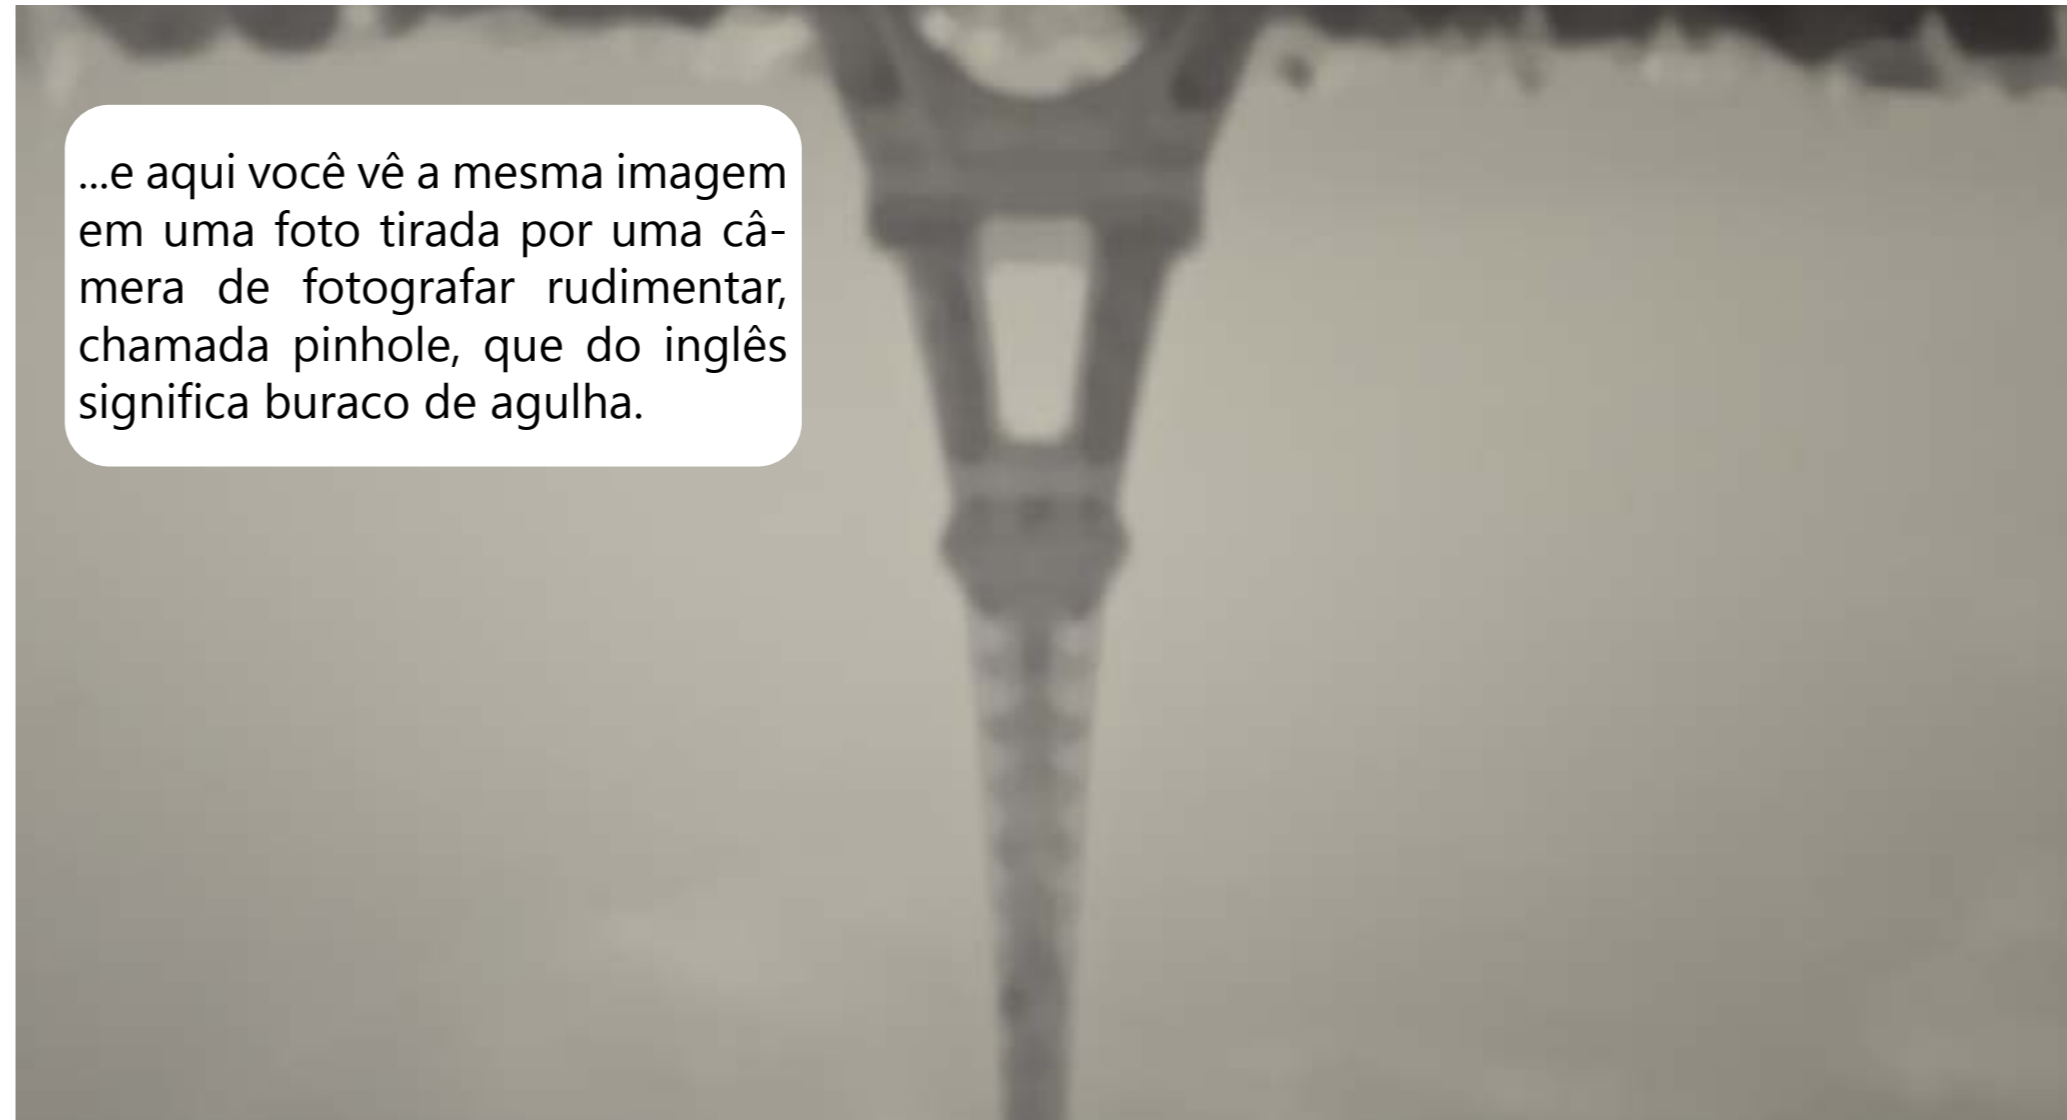 ...e aqui você vê a mesma imagem
em uma foto tirada por uma câ-
mera de fotografar rudimentar,
chamada pinhole, que do inglês
significa buraco de agulha.